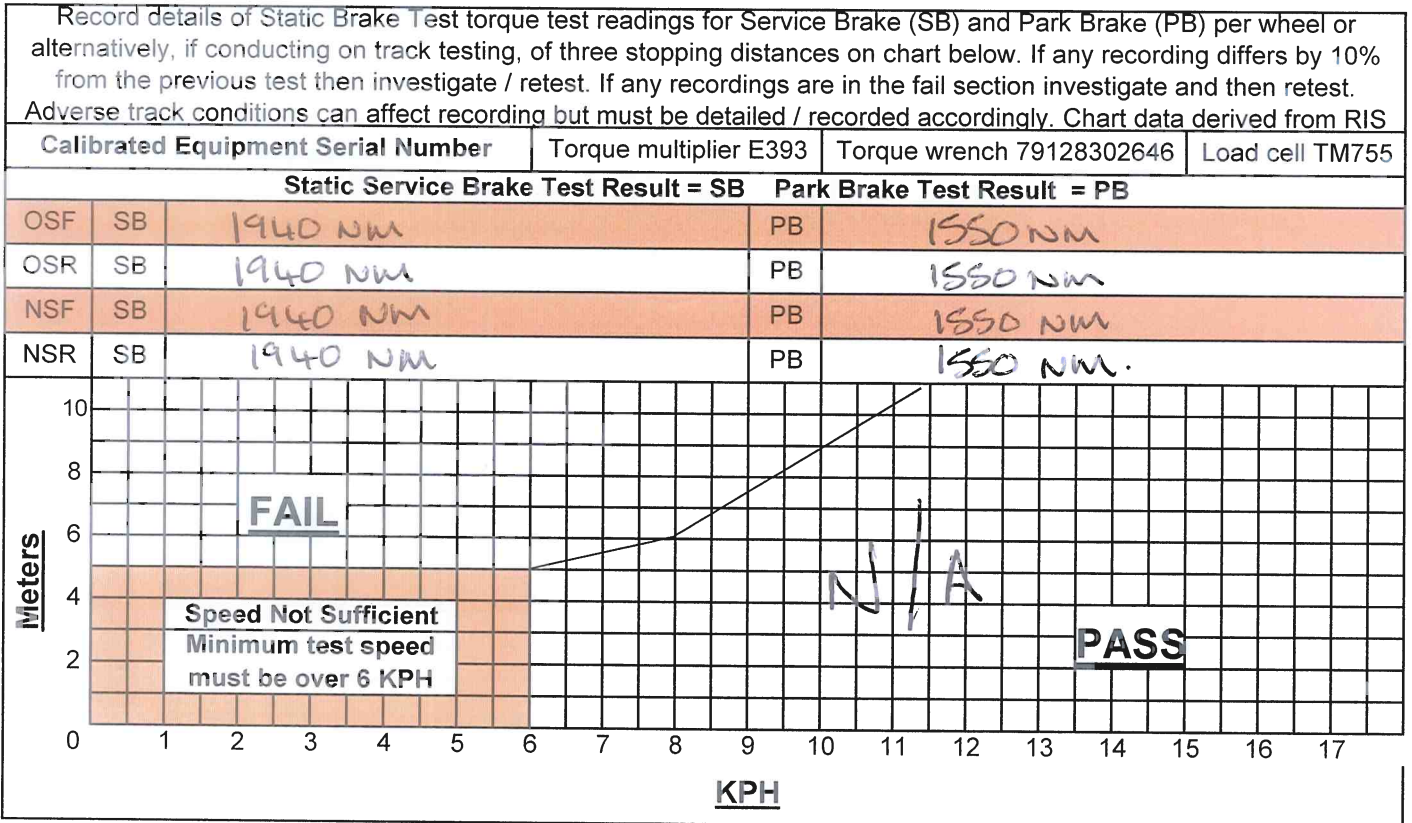 Record details of Static Brake Test torque test readings for Service Brake (SB) and Park Brake (PB) per wheel or
alternatively, if conducting on track testing, of three stopping distances on chart below. If any recording differs by 10%
from the previous test then investigate / retest. If any recordings are in the fail section investigate and then retest.
Adverse track conditions can affect recording but must be detailed / recorded accordingly. Chart data derived from RIS
Calibrated Equipment Serial Number Torque multiplier E393 Torque wrench 79128302646 Load cell TM755
Static Service Brake Test Result = SB Park Brake Test Result = PB
OSF SB 1940 NM PB 1550 NM
OSR SB 1940 NM PB 1550 NM
NSF SB 1940 NM PB 1550 NM
NSR SB 1940 NM PB 1550 NM.
10
8
FAIL
6
Meters
N/A
4
Speed Not Sufficient
Minimum test speed
PASS
2
must be over 6 KPH
0 1 2 3 4 5 6 7 8 9 10 11 12 13 14 15 16 17
KPH